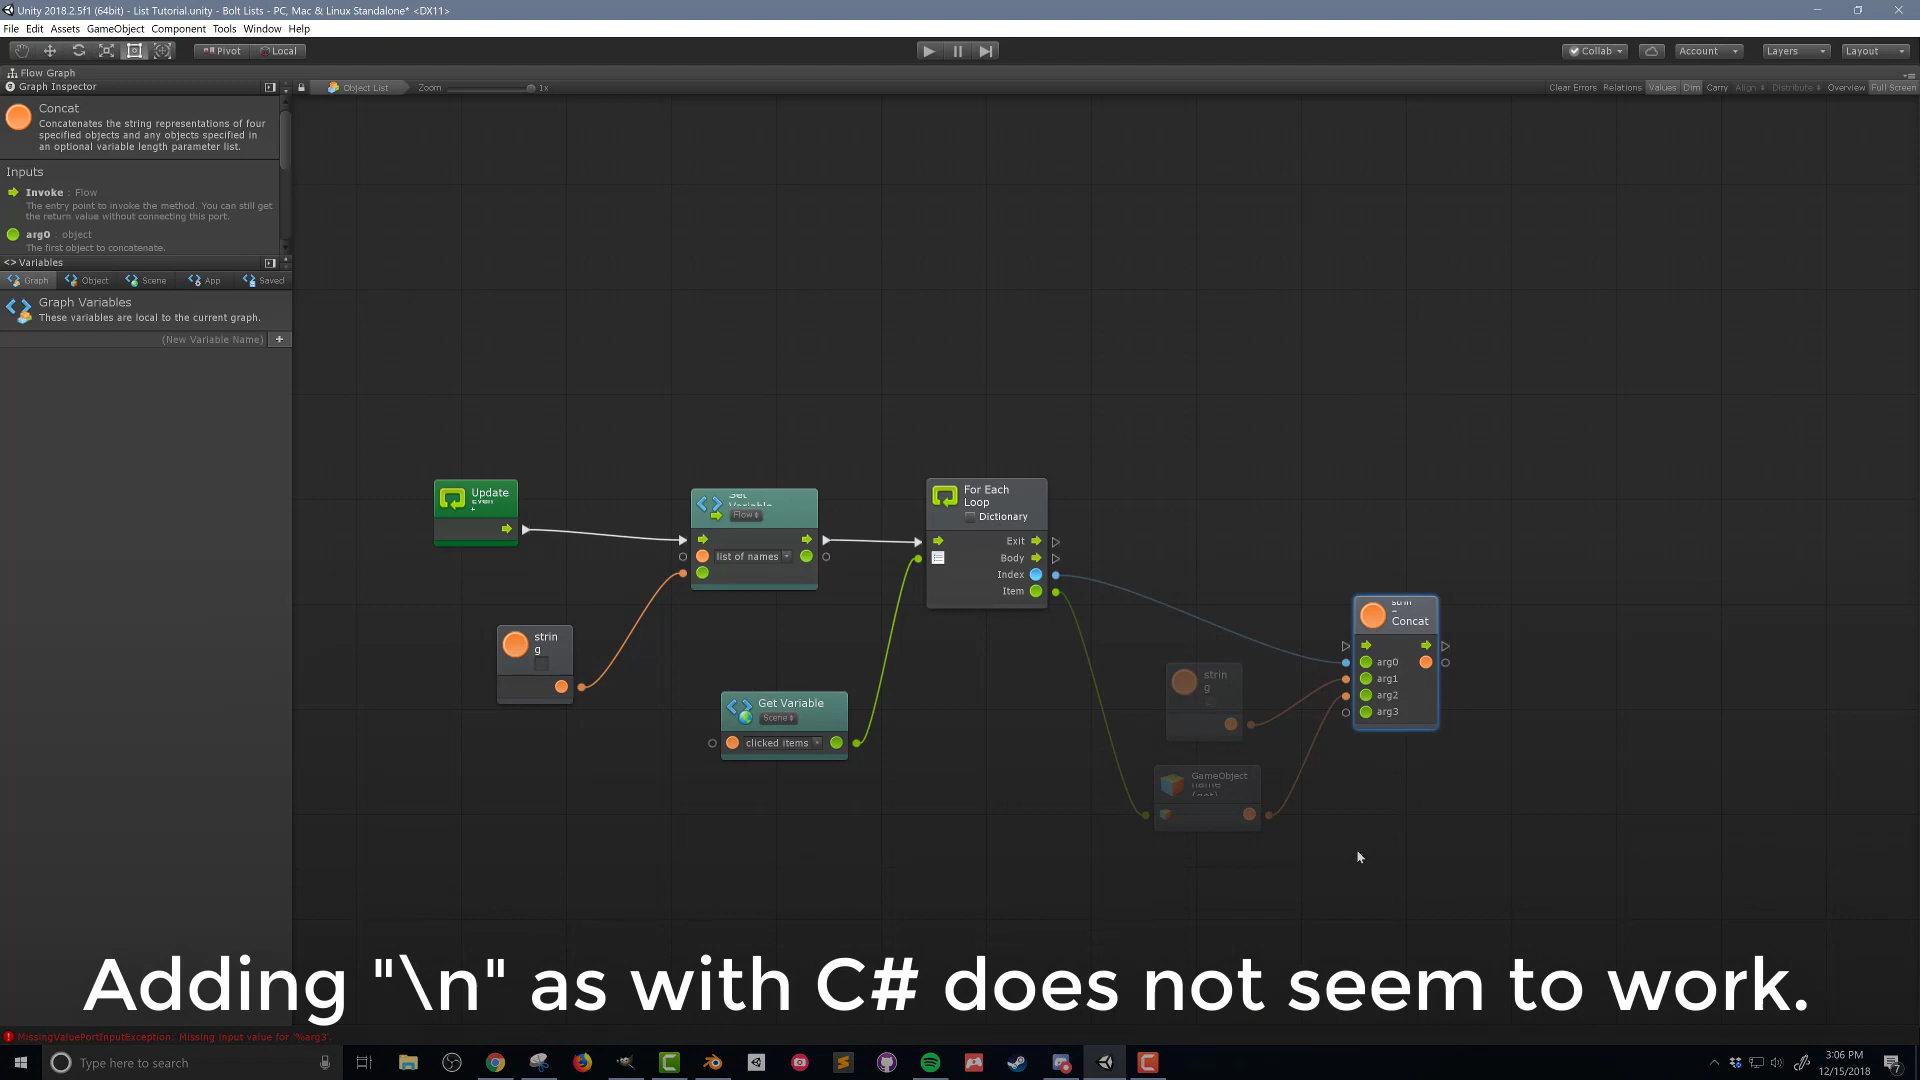 Unity 2018.2.5f1 (64bit) - List Tutorial.unity - Bolt Lists - PC, Mac & Linux Standalone* <DX11>
File Edit Assets GameObject Component Tools Window Help
Pivot Local Collab Account Layers Layout
Flow Graph
Graph Inspector
Object List Zoom 1x Clear Errors Relations Values Dim Carry Align Distribute Overview Full Screen
Concat
Concatenates the string representations of four
specified objects and any objects specified in
an optional variable length parameter list.
Inputs
Invoke : Flow
The entry point to invoke the method. You can still get
the return value without connecting this port.
arg0 : object
The first object to concatenate.
<> Variables
Graph Object Scene App Saved
Graph Variables
These variables are local to the current graph.
(New Variable Name) +
Update
Flow
list of names
For Each
Loop
Dictionary
Exit
Body
Index
Item
strin
g
Get Variable
Scene
clicked items
strin
g
GameObject
name
Concat
arg0
arg1
arg2
arg3
Adding "\n" as with C# does not seem to work.
MissingValuePortInputException: Missing input value for '%arg3'.
Type here to search
3:06 PM
12/15/2018
7